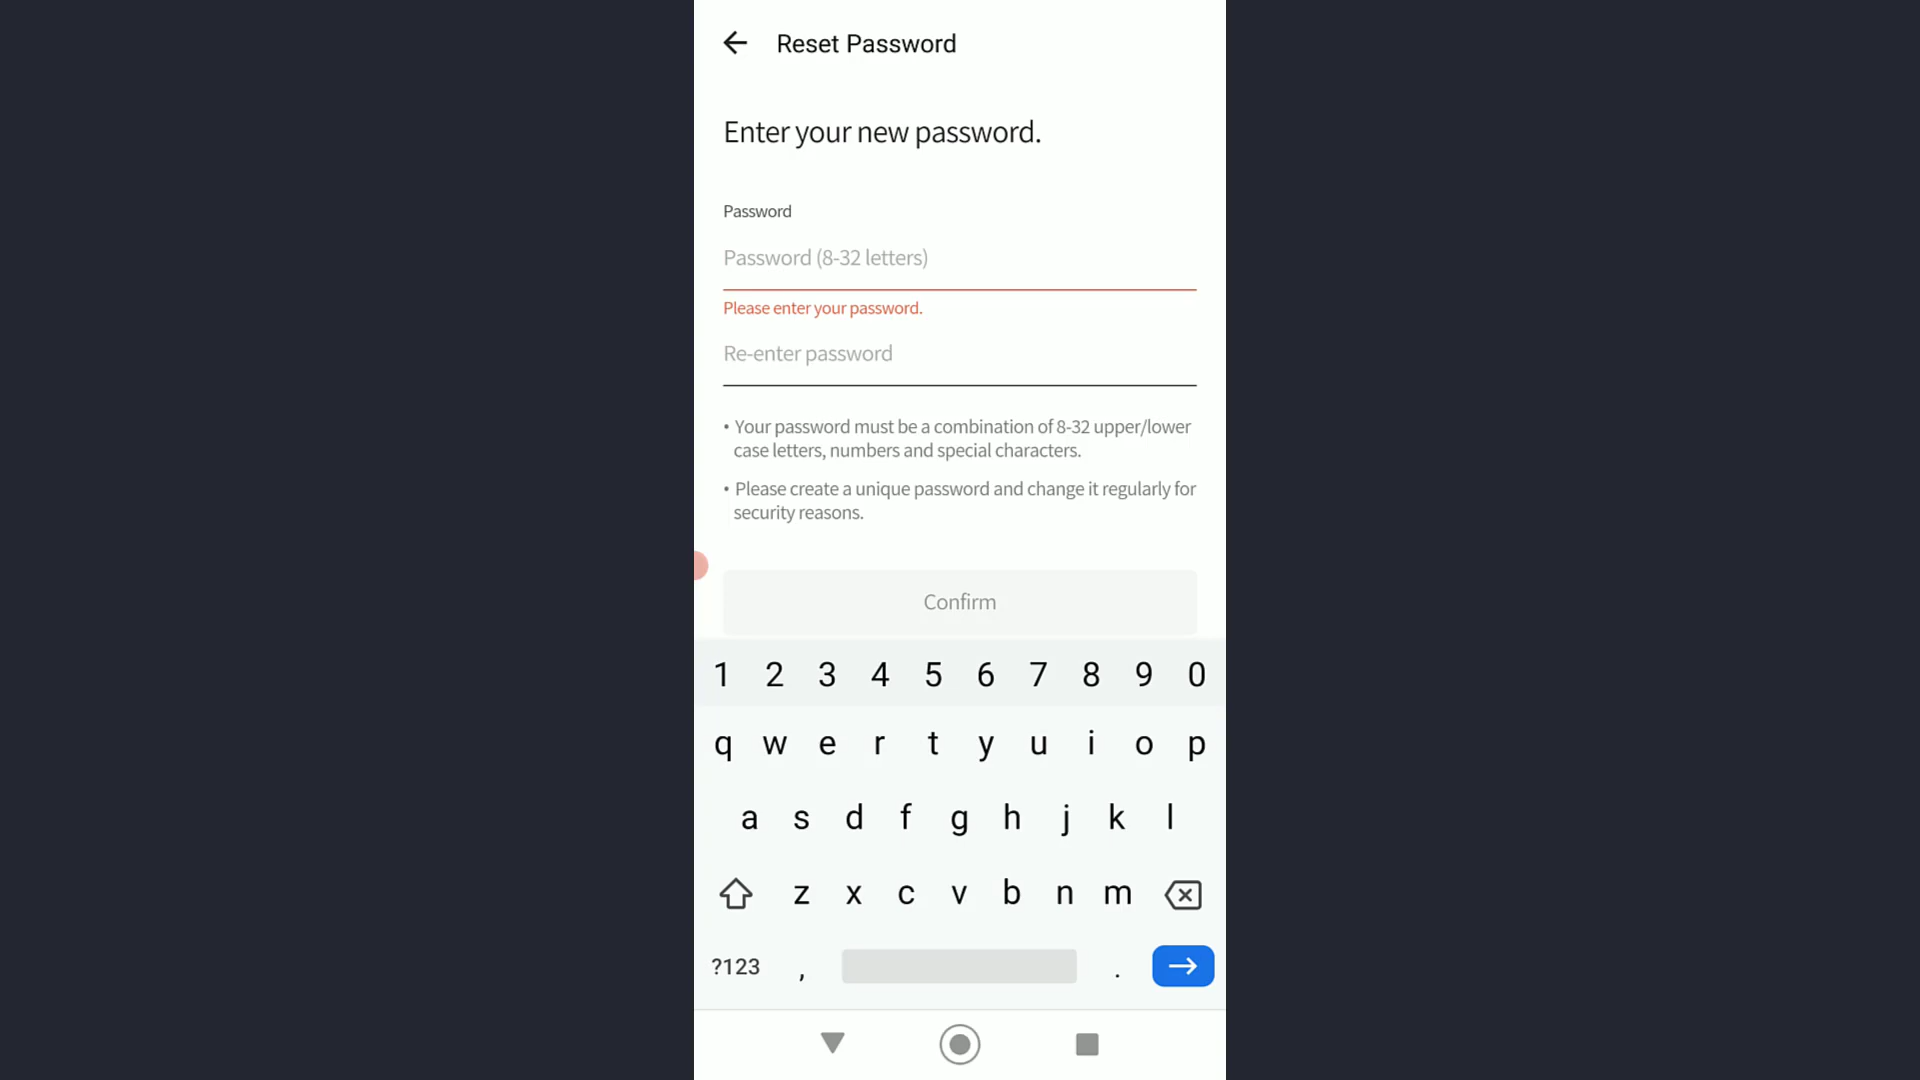 Reset Password
Enter your new password.
Password
Password (8-32 letters)
Please enter your password.
Re-enter password
• Your password must be a combination of 8-32 upper/lower
case letters, numbers and special characters.
• Please create a unique password and change it regularly for
security reasons.
Confirm
1 2 3 4 5 6 7 8 9 0
q w e r t y u i o p
a s d f g h j k l
z x c v b n m
?123 , .